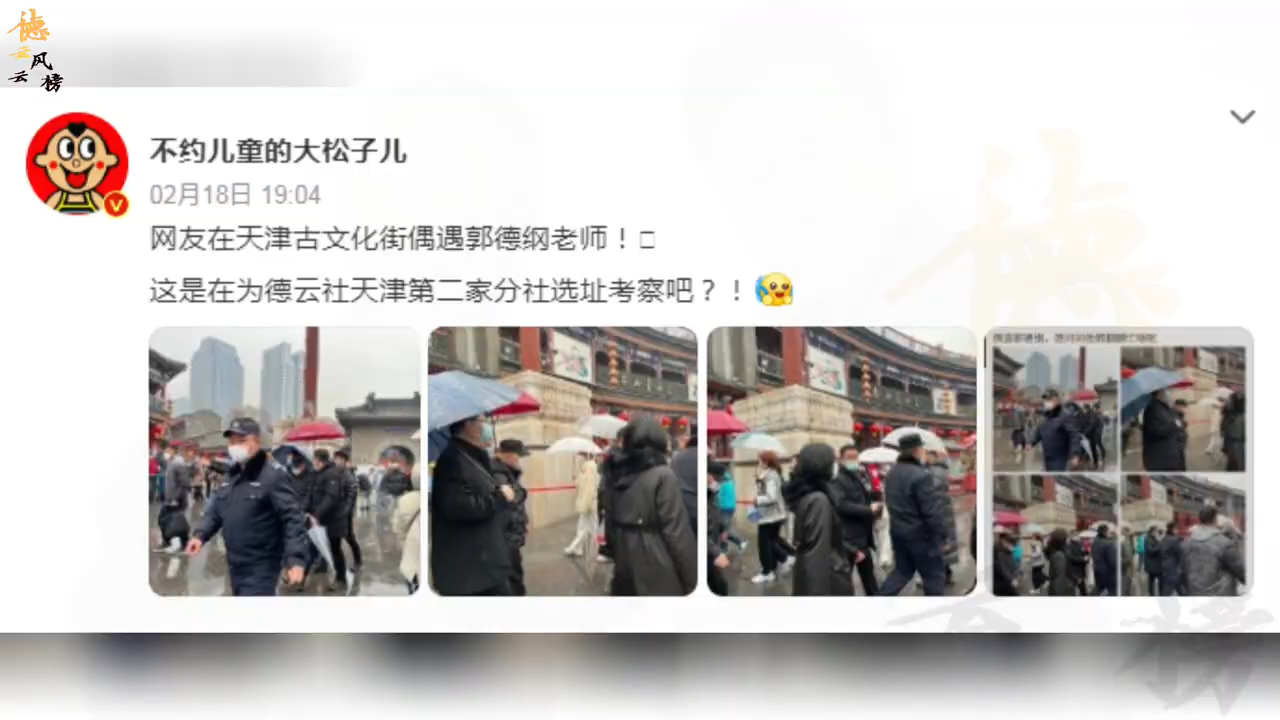 德云风云榜
不约儿童的大松子儿
02月18日 19:04
网友在天津古文化街偶遇郭德纲老师！
这是在为德云社天津第二家分社选址考察吧？！